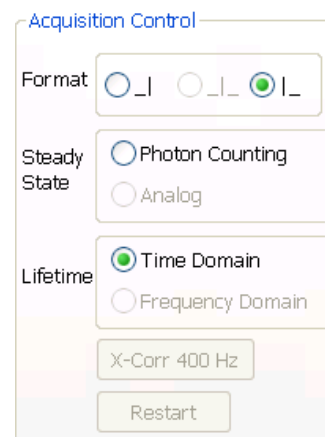 Acquisition Control
Format _| _|_ |_
Steady State
Photon Counting
Analog
Lifetime
Time Domain
Frequency Domain
X-Corr 400 Hz
Restart